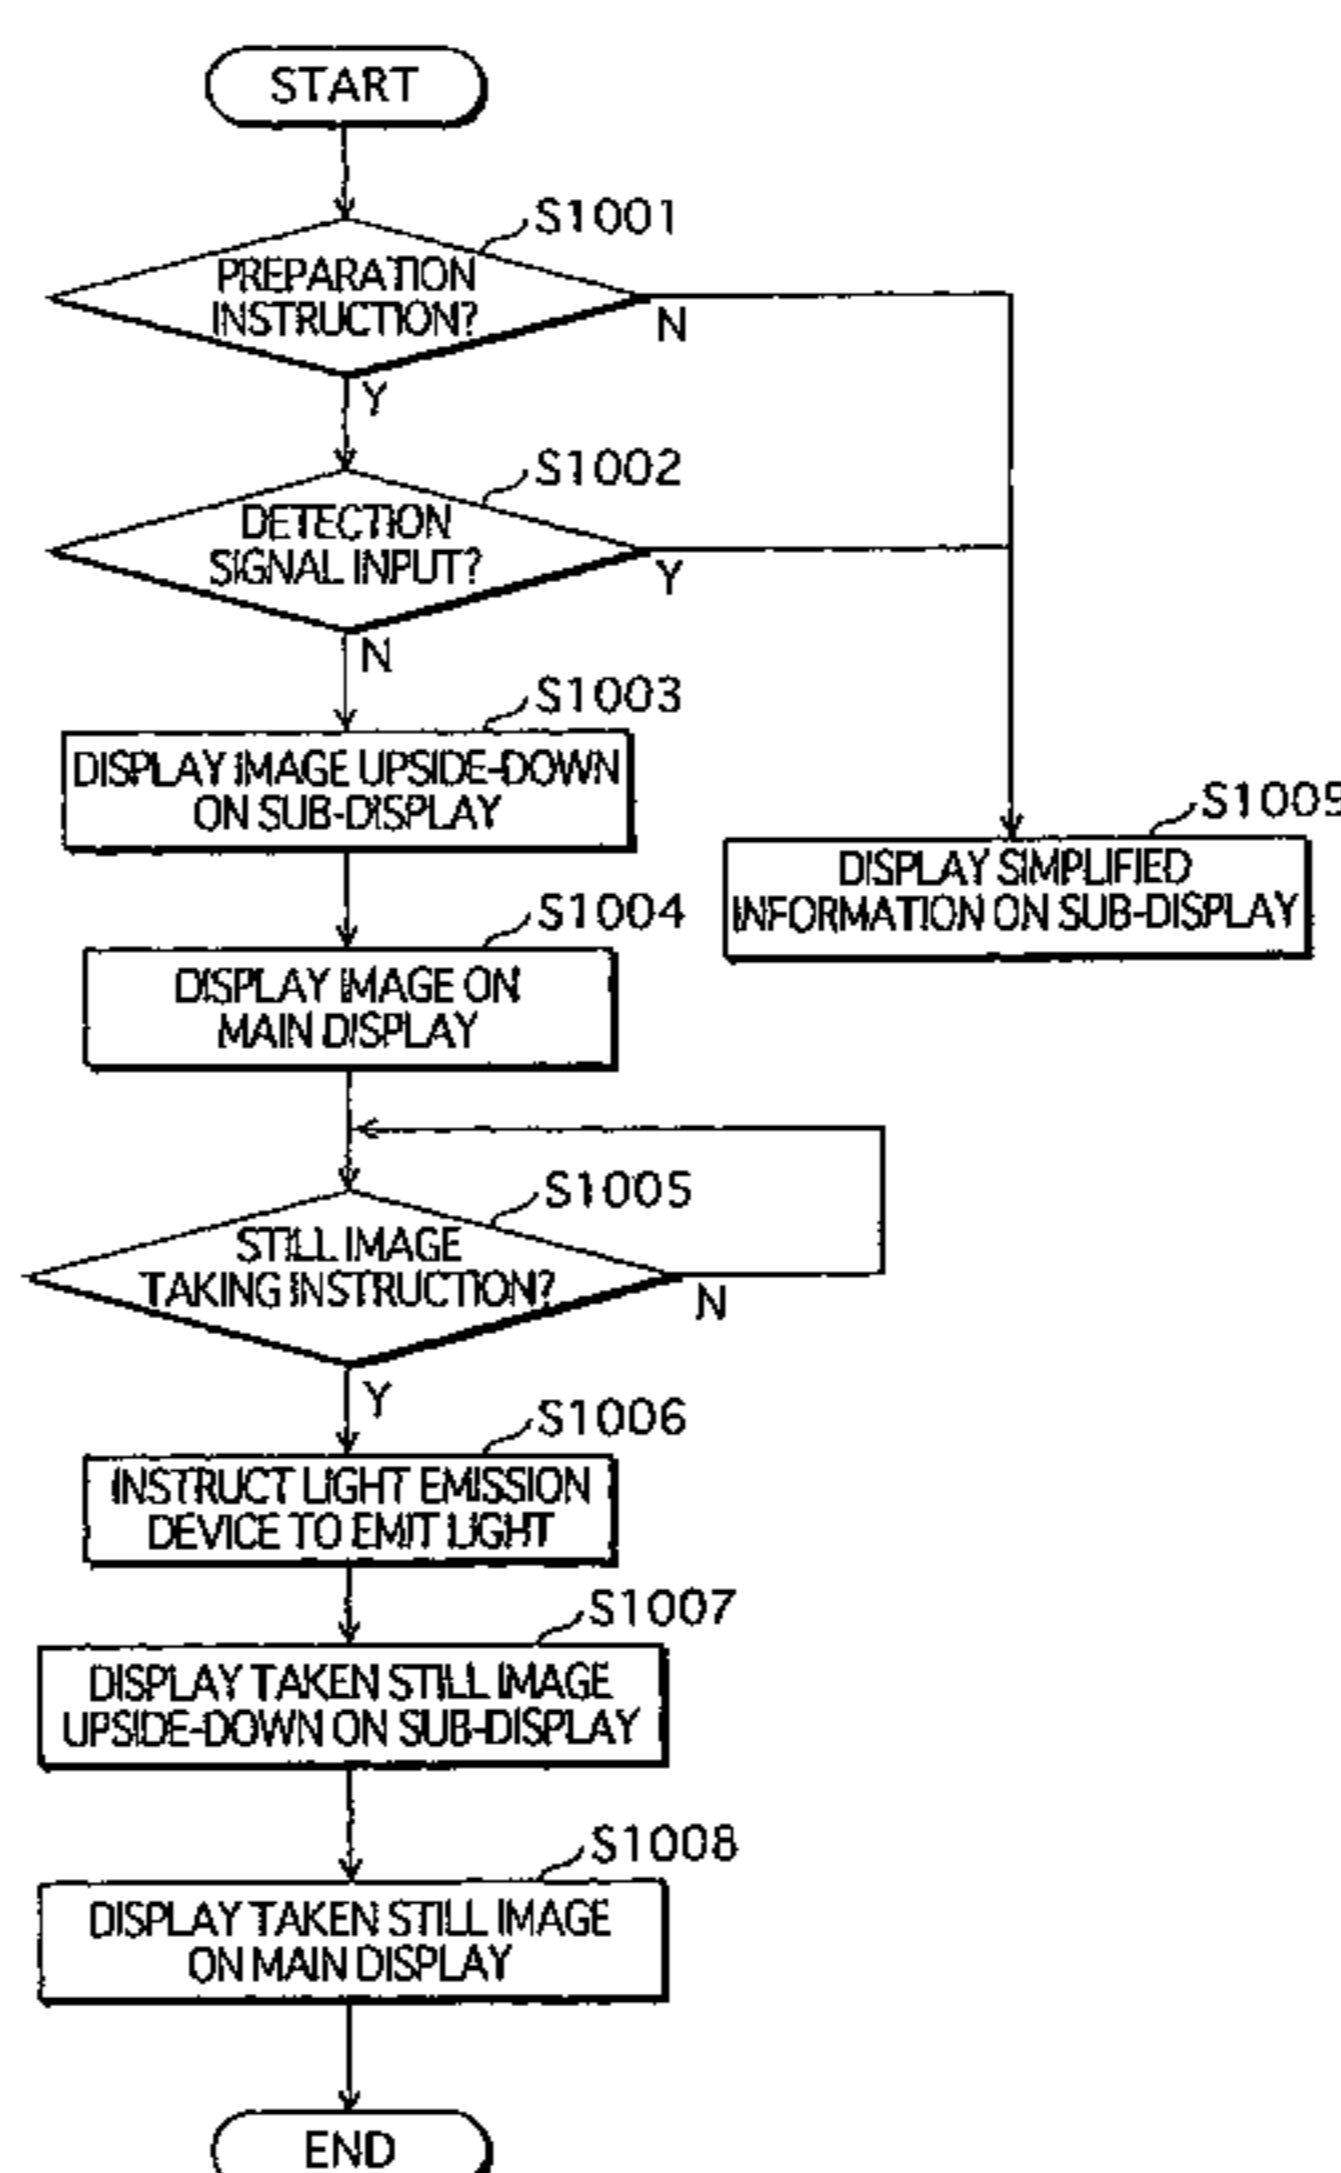 START
S1001
PREPARATION
INSTRUCTION?
N
Y
S1002
DETECTION
SIGNAL INPUT?
Y
N
S1003
DISPLAY IMAGE UPSIDE-DOWN
ON SUB-DISPLAY
S1009
DISPLAY SIMPLIFIED
INFORMATION ON SUB-DISPLAY
S1004
DISPLAY IMAGE ON
MAIN DISPLAY
S1005
STILL IMAGE
TAKING INSTRUCTION?
N
Y
S1006
INSTRUCT LIGHT EMISSION
DEVICE TO EMIT LIGHT
S1007
DISPLAY TAKEN STILL IMAGE
UPSIDE-DOWN ON SUB-DISPLAY
S1008
DISPLAY TAKEN STILL IMAGE
ON MAIN DISPLAY
END